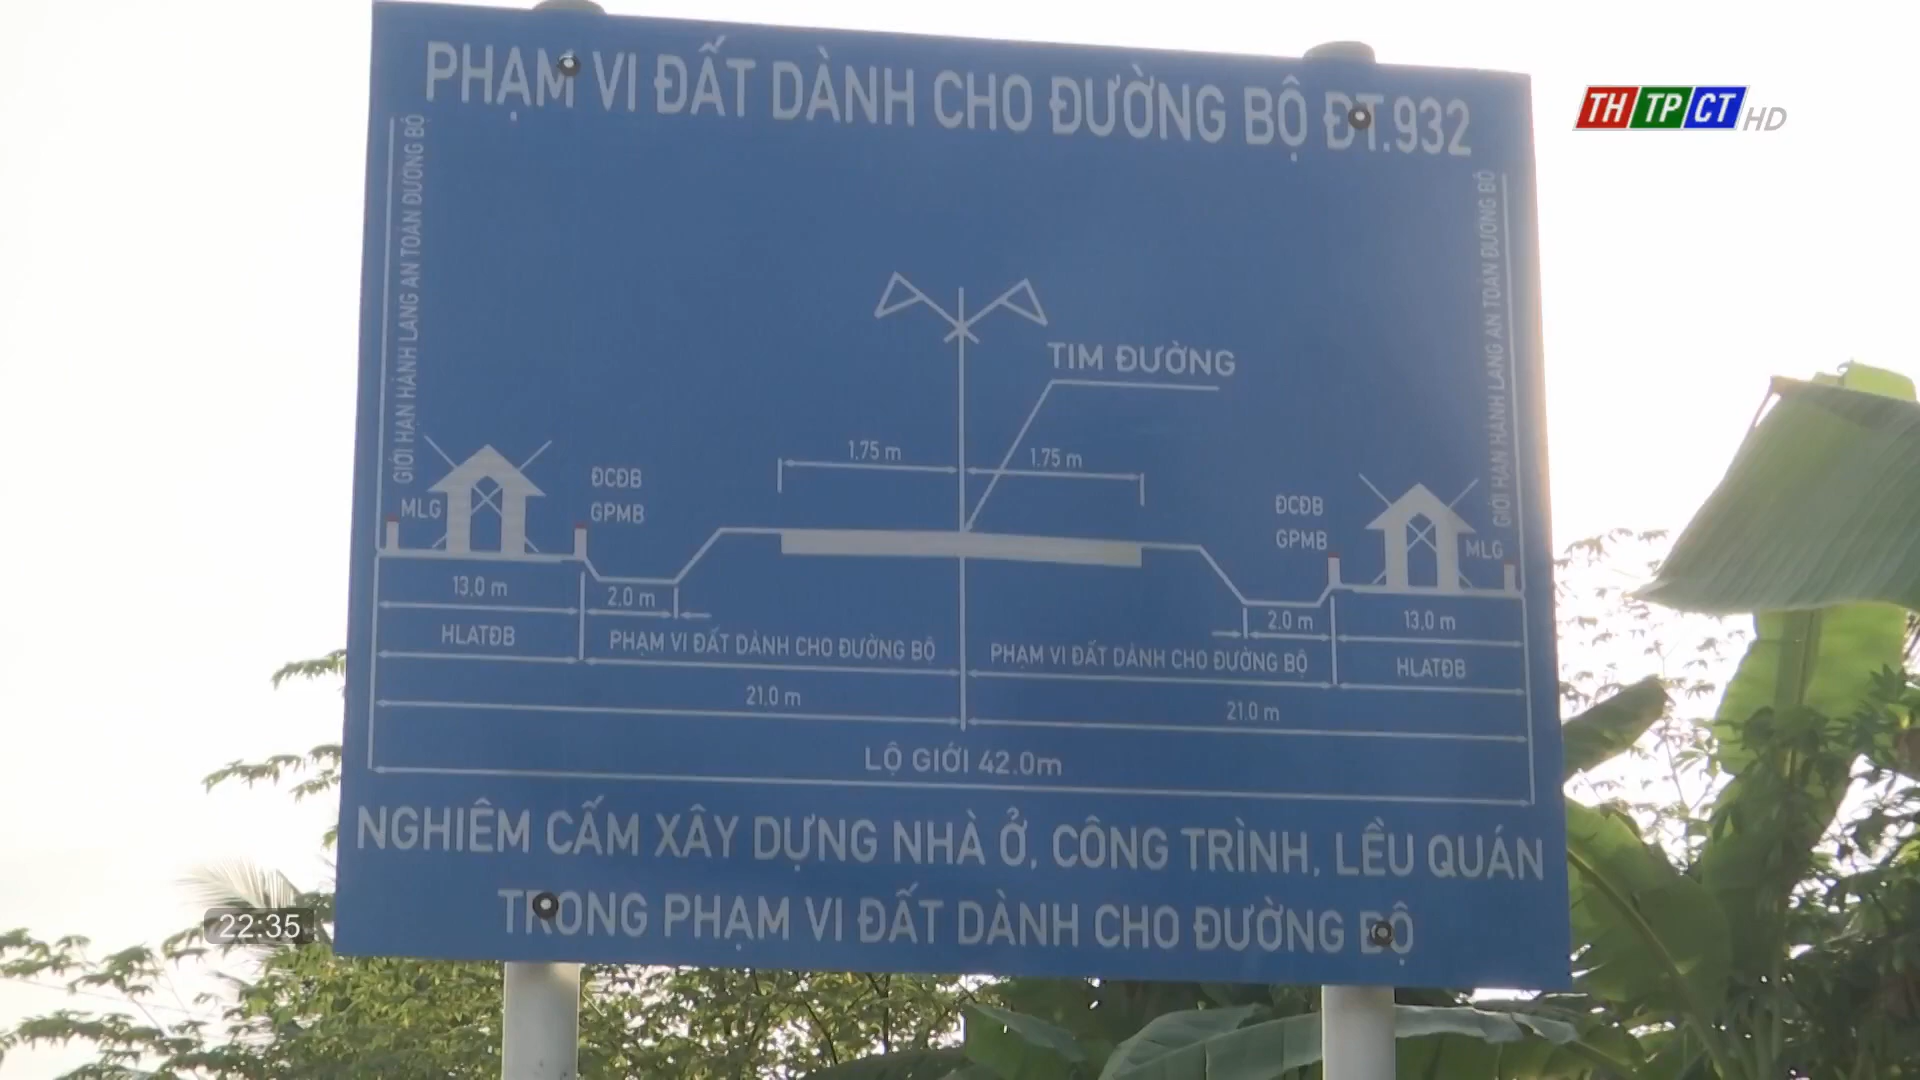 PHẠM VI ĐẤT DÀNH CHO ĐƯỜNG BỘ ĐT.932
THTPCT HD
GIỚI HẠN HÀNH LANG AN TOÀN ĐƯỜNG BỘ
GIỚI HẠN HÀNH LANG AN TOÀN ĐƯỜNG BỘ
TIM ĐƯỜNG
1.75 m
1.75 m
MLG
ĐCĐB
GPMB
ĐCĐB
GPMB
MLG
13.0 m
2.0 m
2.0 m
13.0 m
HLATĐB
PHẠM VI ĐẤT DÀNH CHO ĐƯỜNG BỘ
PHẠM VI ĐẤT DÀNH CHO ĐƯỜNG BỘ
HLATĐB
21.0 m
21.0 m
LỘ GIỚI 42.0m
NGHIÊM CẤM XÂY DỰNG NHÀ Ở, CÔNG TRÌNH, LỀU QUÁN
TRONG PHẠM VI ĐẤT DÀNH CHO ĐƯỜNG BỘ
22:35